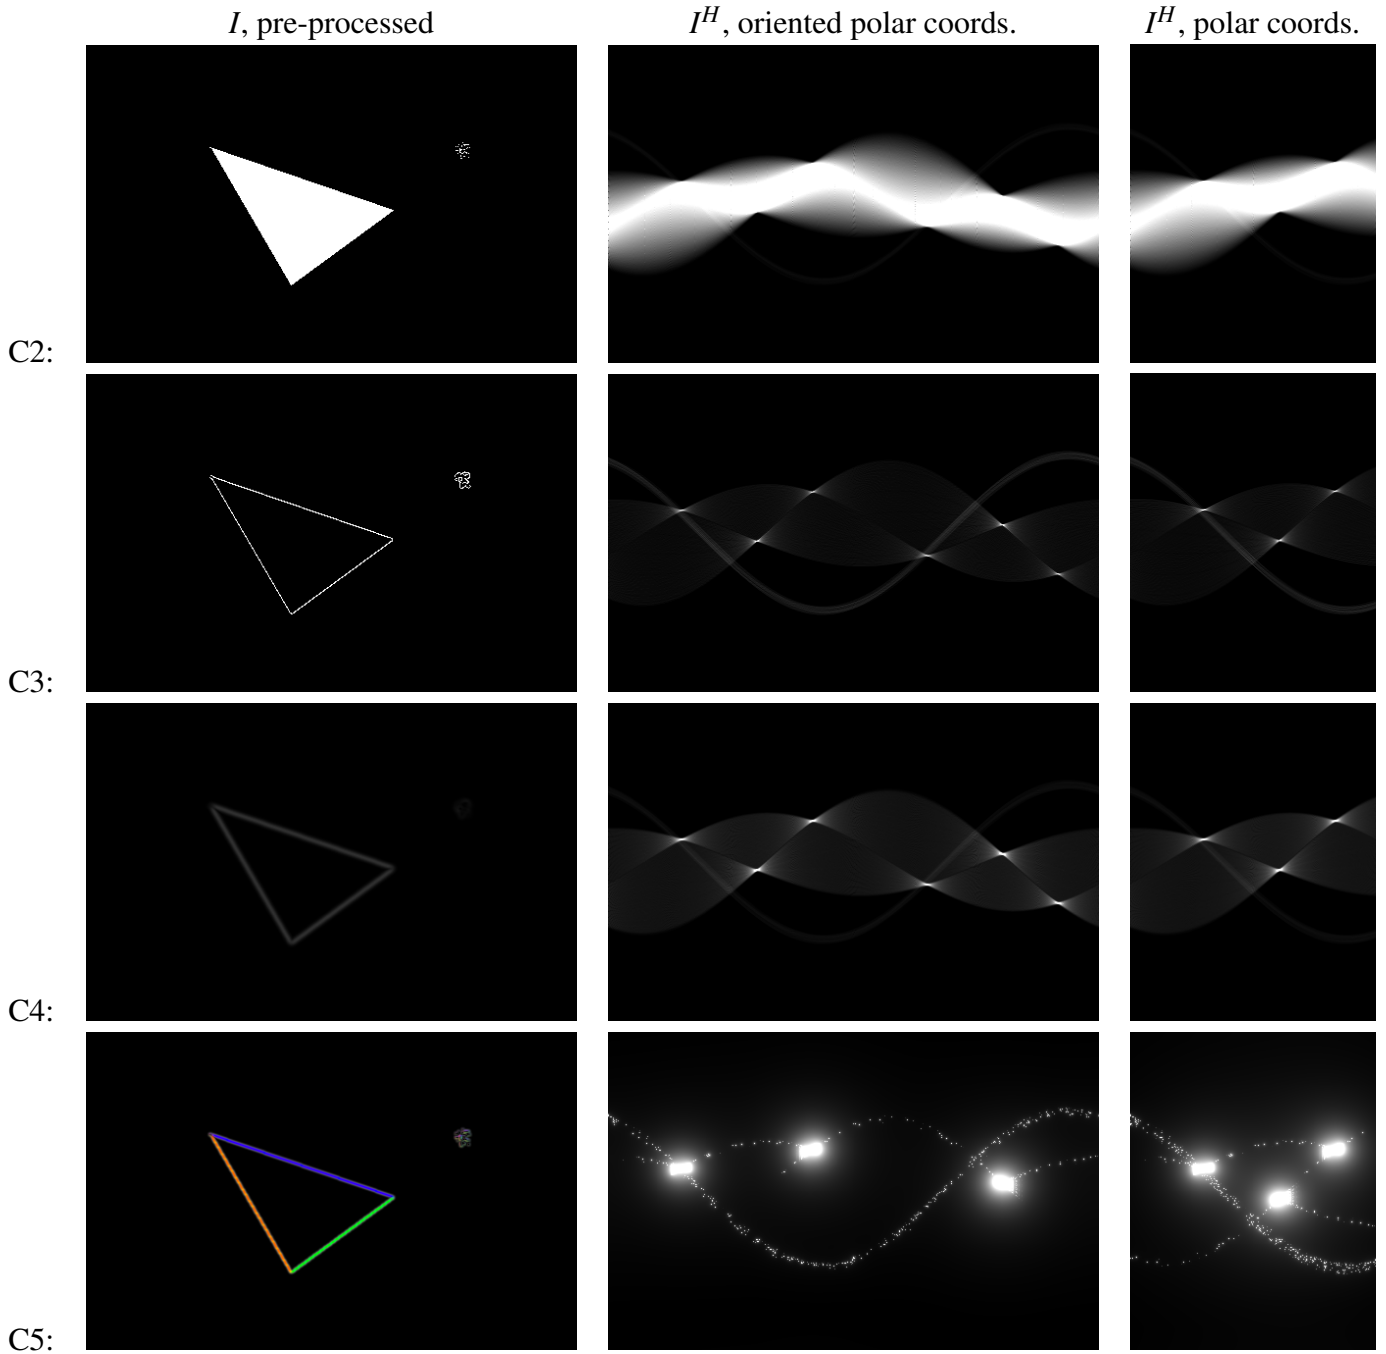 I, pre-processed
I^H, oriented polar coords.
I^H, polar coords.
C2:
C3:
C4:
C5: